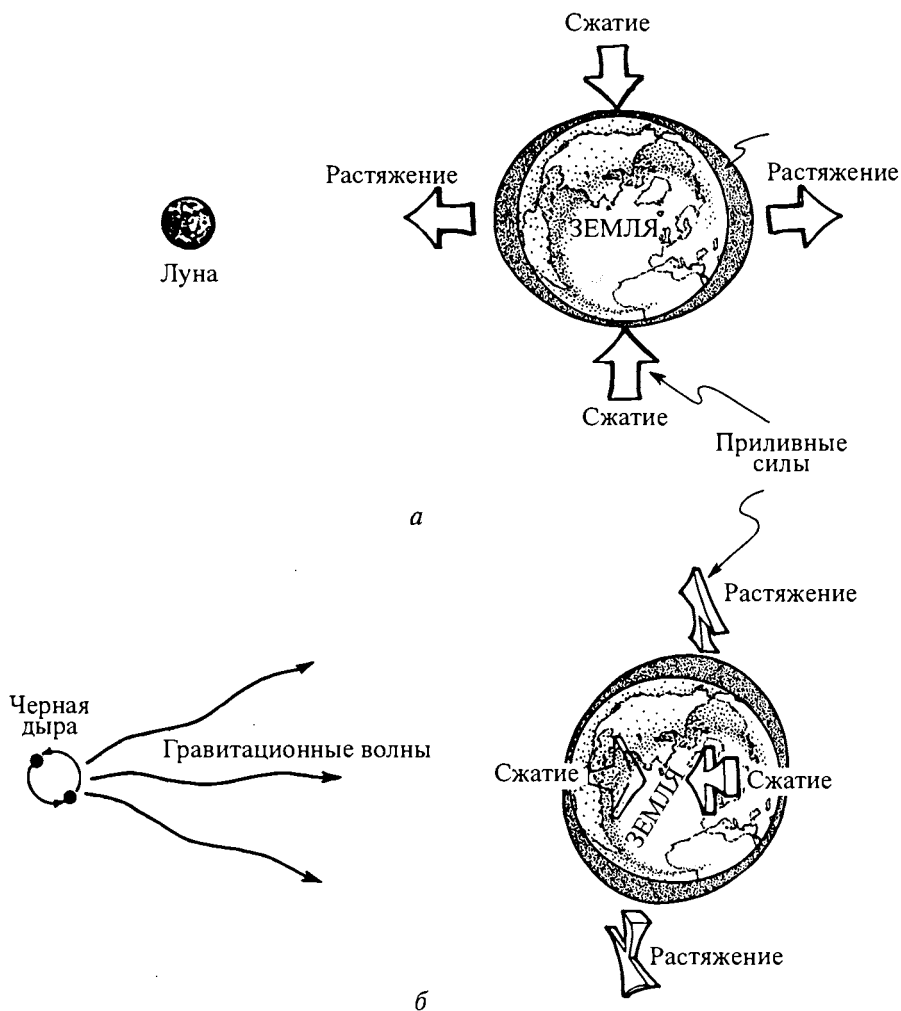 Сжатие
Растяжение
Растяжение
ЗЕМЛЯ
Луна
Сжатие
Приливные
силы
а
Растяжение
Черная
дыра
Гравитационные волны
Сжатие
ЗЕМЛЯ
Сжатие
Растяжение
б